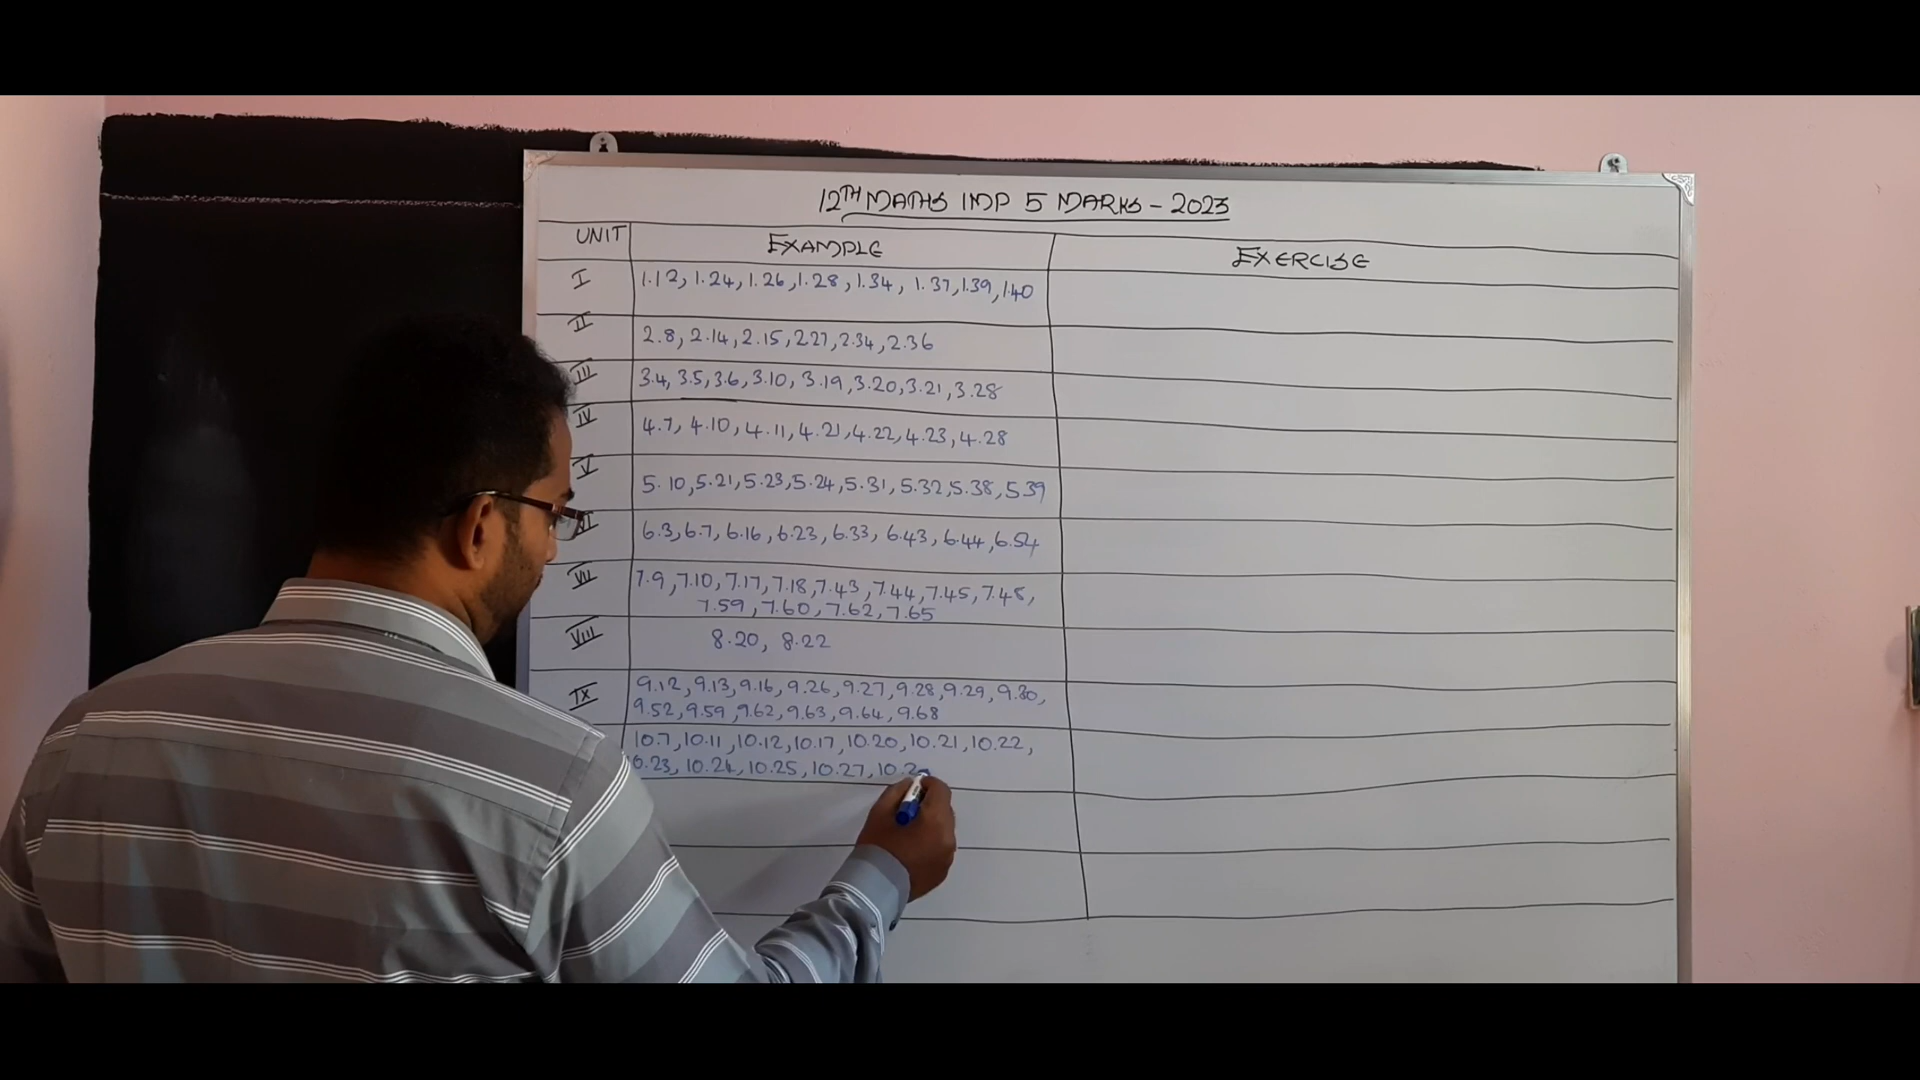 12TH MATHS IMP 5 MARKS - 2023
UNIT EXAMPLE EXERCISE
I 1.12, 1.24, 1.26, 1.28, 1.34, 1.37, 1.39, 1.40
II 2.8, 2.14, 2.15, 2.27, 2.34, 2.36
III 3.4, 3.5, 3.6, 3.10, 3.19, 3.20, 3.21, 3.28
IV 4.7, 4.10, 4.11, 4.21, 4.22, 4.23, 4.28
V 5.10, 5.21, 5.23, 5.24, 5.31, 5.32, 5.38, 5.39
VI 6.3, 6.7, 6.16, 6.23, 6.33, 6.43, 6.44, 6.54
VII 7.9, 7.10, 7.17, 7.18, 7.43, 7.44, 7.45, 7.48,
7.59, 7.60, 7.62, 7.65
VIII 8.20, 8.22
IX 9.12, 9.13, 9.16, 9.26, 9.27, 9.28, 9.29, 9.30,
9.52, 9.59, 9.62, 9.63, 9.64, 9.68
10.7, 10.11, 10.12, 10.17, 10.20, 10.21, 10.22,
0.23, 10.24, 10.25, 10.27, 10.2